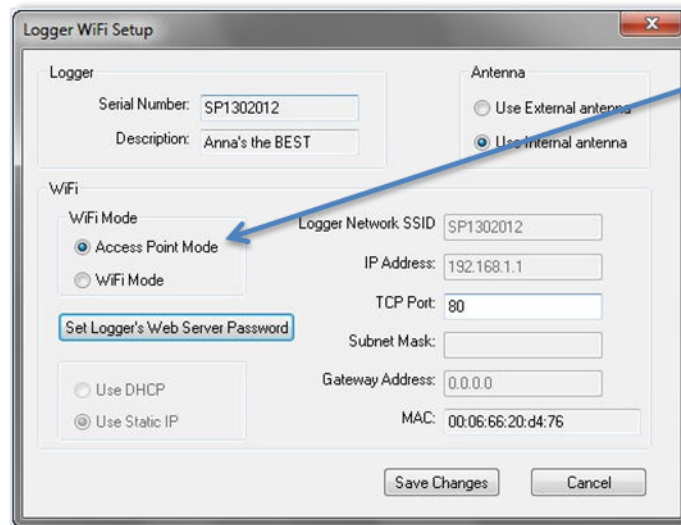 Logger WiFi Setup
Logger
Serial Number: SP1302012
Description: Anna's the BEST
Antenna
Use External antenna
Use Internal antenna
WiFi
WiFi Mode
Access Point Mode
WiFi Mode
Set Logger's Web Server Password
Use DHCP
Use Static IP
Logger Network SSID SP1302012
IP Address: 192.168.1.1
TCP Port: 80
Subnet Mask:
Gateway Address: 0.0.0.0
MAC: 00:06:66:20:d4:76
Save Changes
Cancel